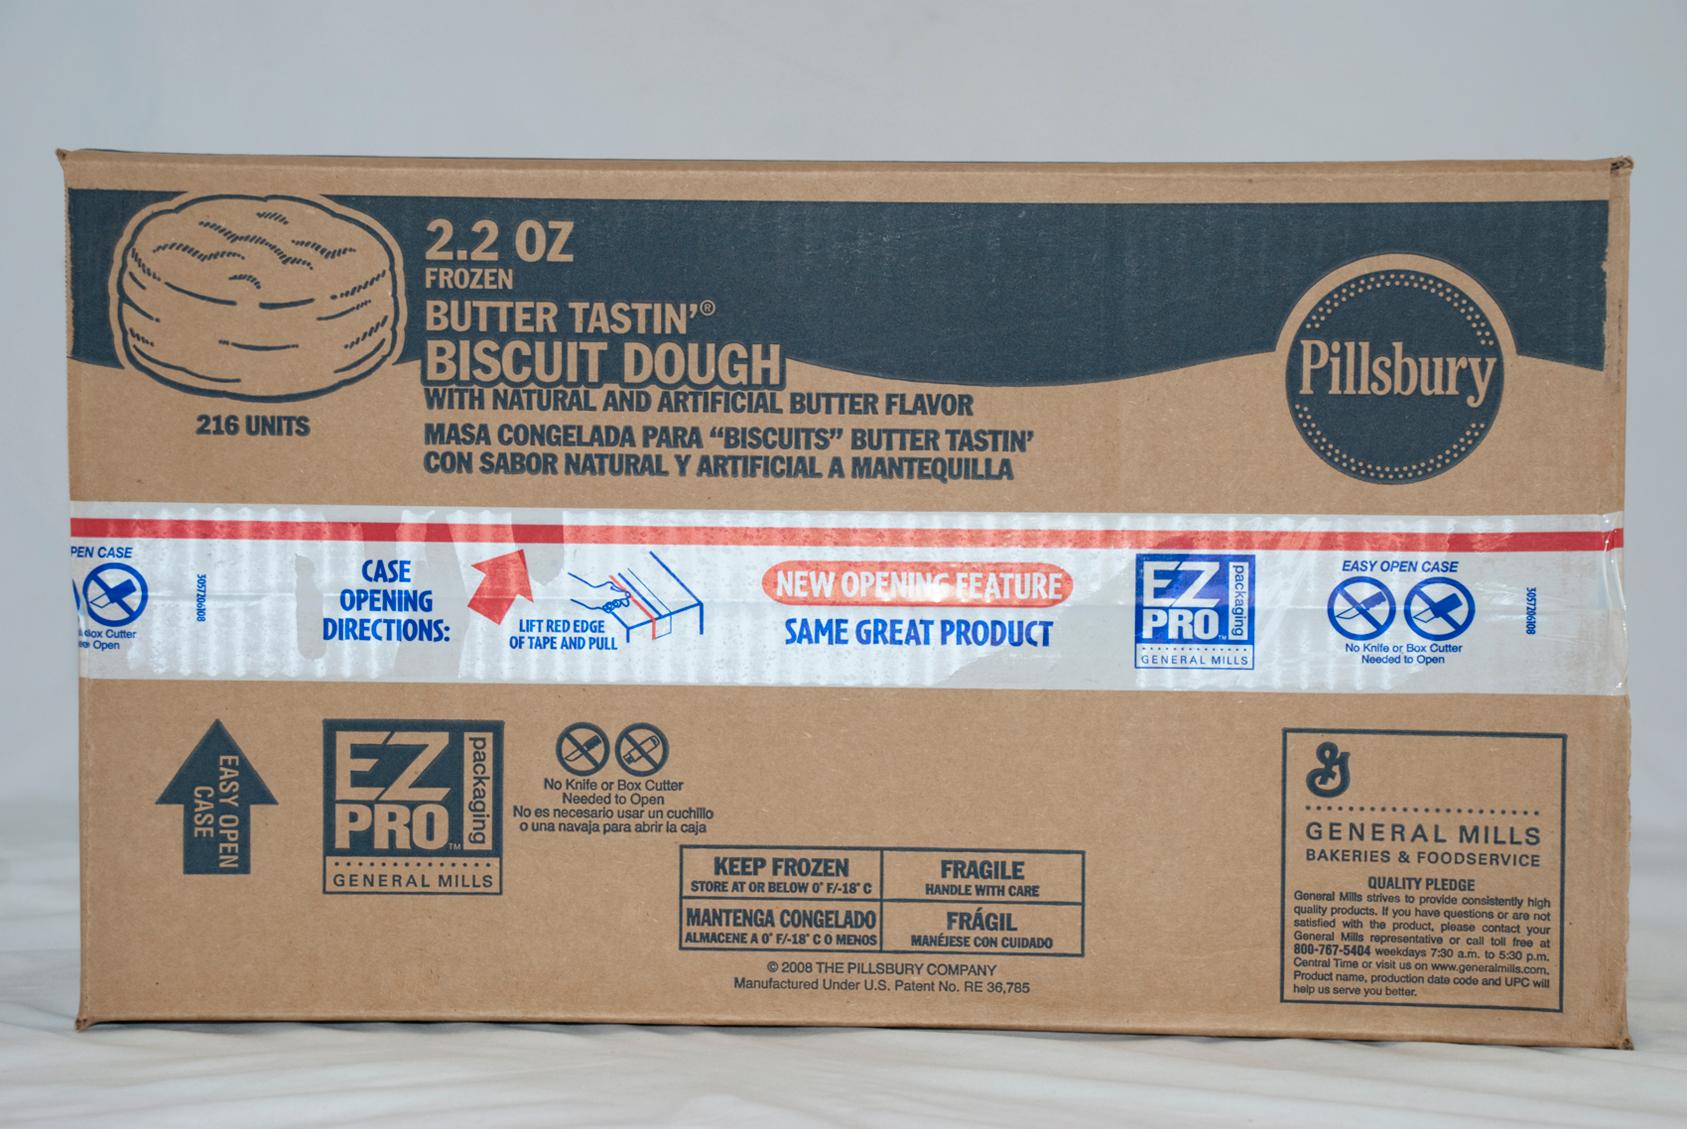 2.2 OZ
FROZEN
BUTTER TASTIN'®
BISCUIT DOUGH
WITH NATURAL AND ARTIFICIAL BUTTER FLAVOR
MASA CONGELADA PARA “BISCUITS” BUTTER TASTIN'
CON SABOR NATURAL Y ARTIFICIAL A MANTEQUILLA
216 UNITS
Pillsbury
PEN CASE
Box Cutter
Open
3057206108
CASE
OPENING
DIRECTIONS:
LIFT RED EDGE
OF TAPE AND PULL
NEW OPENING FEATURE
SAME GREAT PRODUCT
EZ
PRO™
packaging
GENERAL MILLS
EASY OPEN CASE
No Knife or Box Cutter
Needed to Open
3057206108
EASY OPEN
CASE
EZ
PRO™
packaging
GENERAL MILLS
No Knife or Box Cutter
Needed to Open
No es necesario usar un cuchillo
o una navaja para abrir la caja
KEEP FROZEN
STORE AT OR BELOW 0° F/-18° C
FRAGILE
HANDLE WITH CARE
MANTENGA CONGELADO
ALMACENE A 0° F/-18° C O MENOS
FRÁGIL
MANÉJESE CON CUIDADO
© 2008 THE PILLSBURY COMPANY
Manufactured Under U.S. Patent No. RE 36,785
G
GENERAL MILLS
BAKERIES & FOODSERVICE
QUALITY PLEDGE
General Mills strives to provide consistently high
quality products. If you have questions or are not
satisfied with the product, please contact your
General Mills representative or call toll free at
800-767-5404 weekdays 7:30 a.m. to 5:30 p.m.
Central Time or visit us on www.generalmills.com.
Product name, production date code and UPC will
help us serve you better.